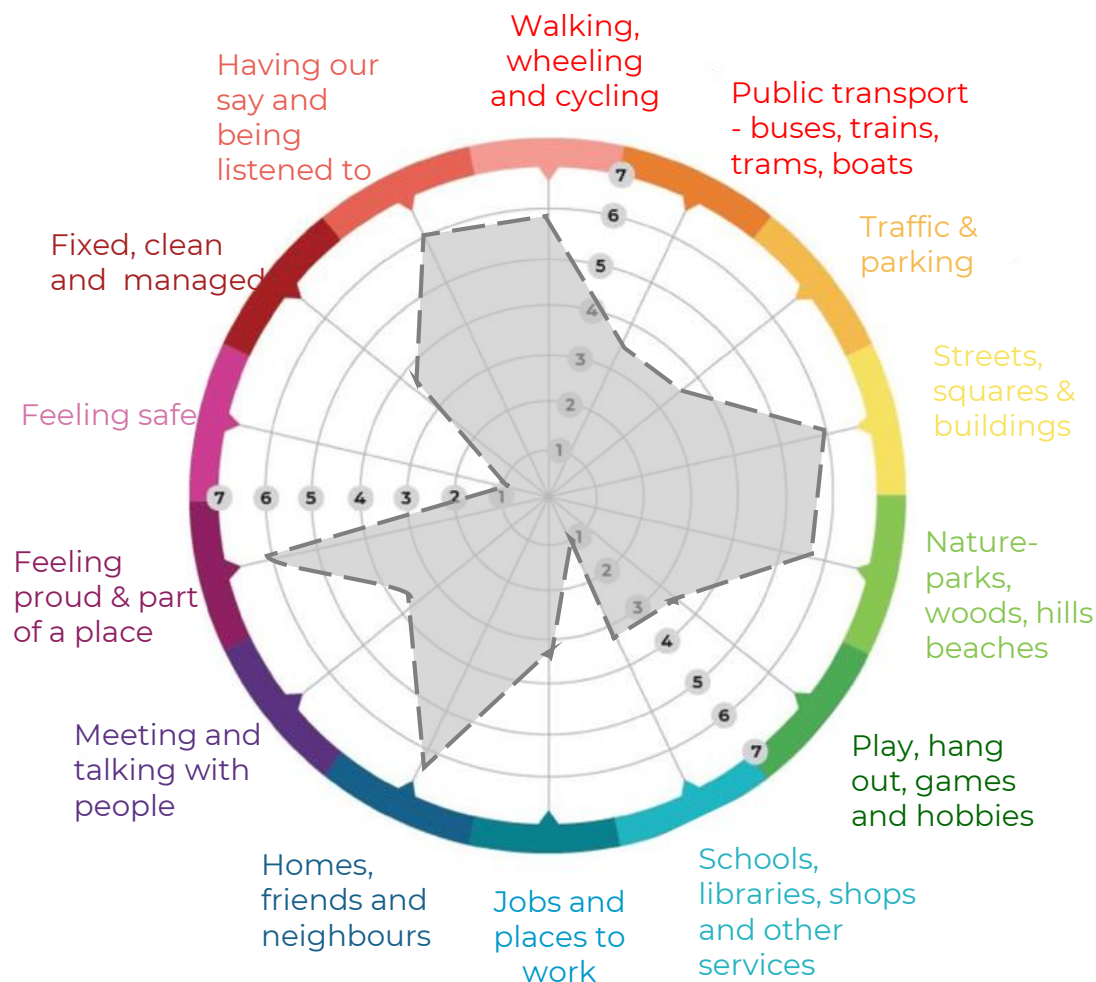 Walking,
wheeling
and cycling
Public transport
- buses, trains,
trams, boats
Traffic &
parking
Streets,
squares &
buildings
Nature-
parks,
woods, hills
beaches
Play, hang
out, games
and hobbies
Schools,
libraries, shops
and other
services
Jobs and
places to
work
Homes,
friends and
neighbours
Meeting and
talking with
people
Feeling
proud & part
of a place
Feeling safe
Fixed, clean
and  managed
Having our
say and
being
listened to
7
6
5
4
3
2
1
7 6 5 4 3 2 1
1
2
3
4
5
6
7